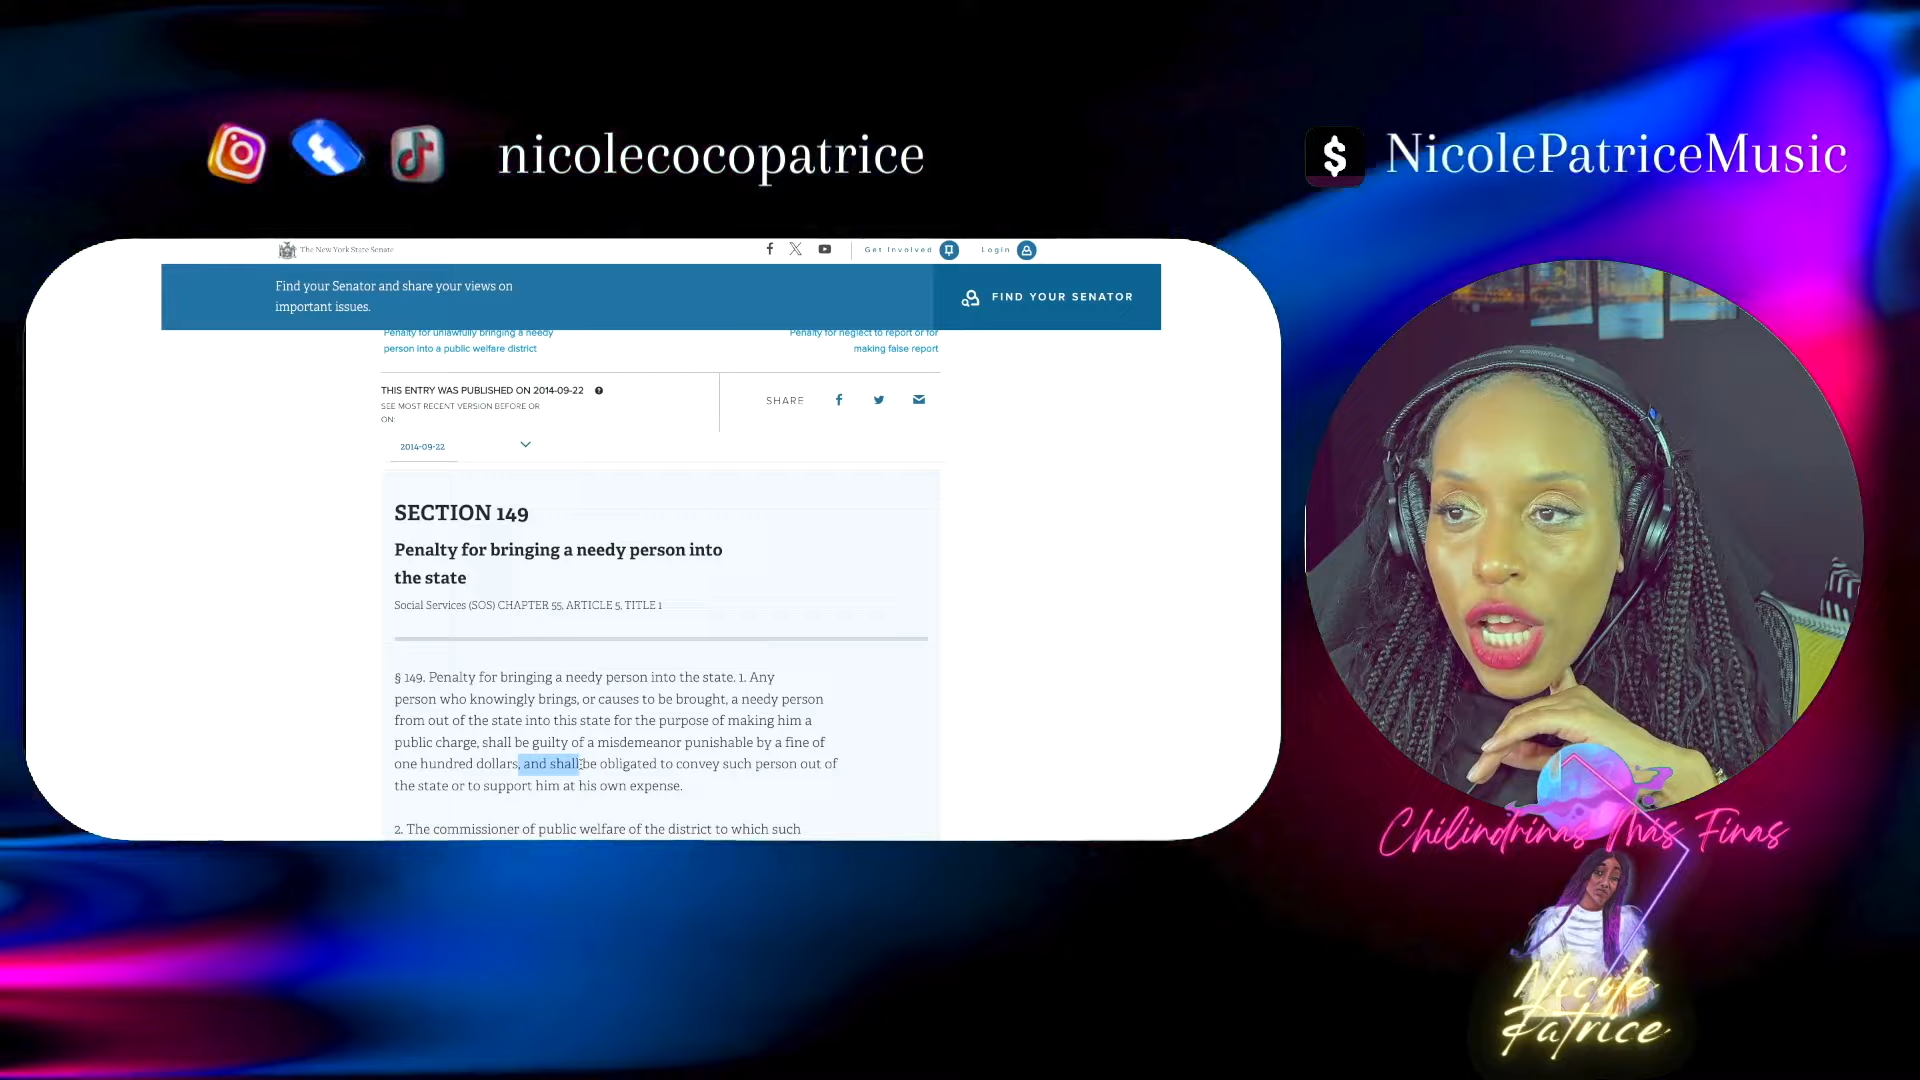 nicolecocopatrice
NicolePatriceMusic
The New York State Senate
Get Involved
Login
Find your Senator and share your views on
important issues.
FIND YOUR SENATOR
Penalty for unlawfully bringing a needy
person into a public welfare district
Penalty for neglect to report or for
making false report
THIS ENTRY WAS PUBLISHED ON 2014-09-22
SEE MOST RECENT VERSION BEFORE OR
ON:
SHARE
2014-09-22
SECTION 149
Penalty for bringing a needy person into
the state
Social Services (SOS) CHAPTER 55, ARTICLE 5, TITLE 1
§ 149. Penalty for bringing a needy person into the state. 1. Any
person who knowingly brings, or causes to be brought, a needy person
from out of the state into this state for the purpose of making him a
public charge, shall be guilty of a misdemeanor punishable by a fine of
one hundred dollars, and shall be obligated to convey such person out of
the state or to support him at his own expense.
2. The commissioner of public welfare of the district to which such
Chilindrinas Más Finas
Nicole
Patrice